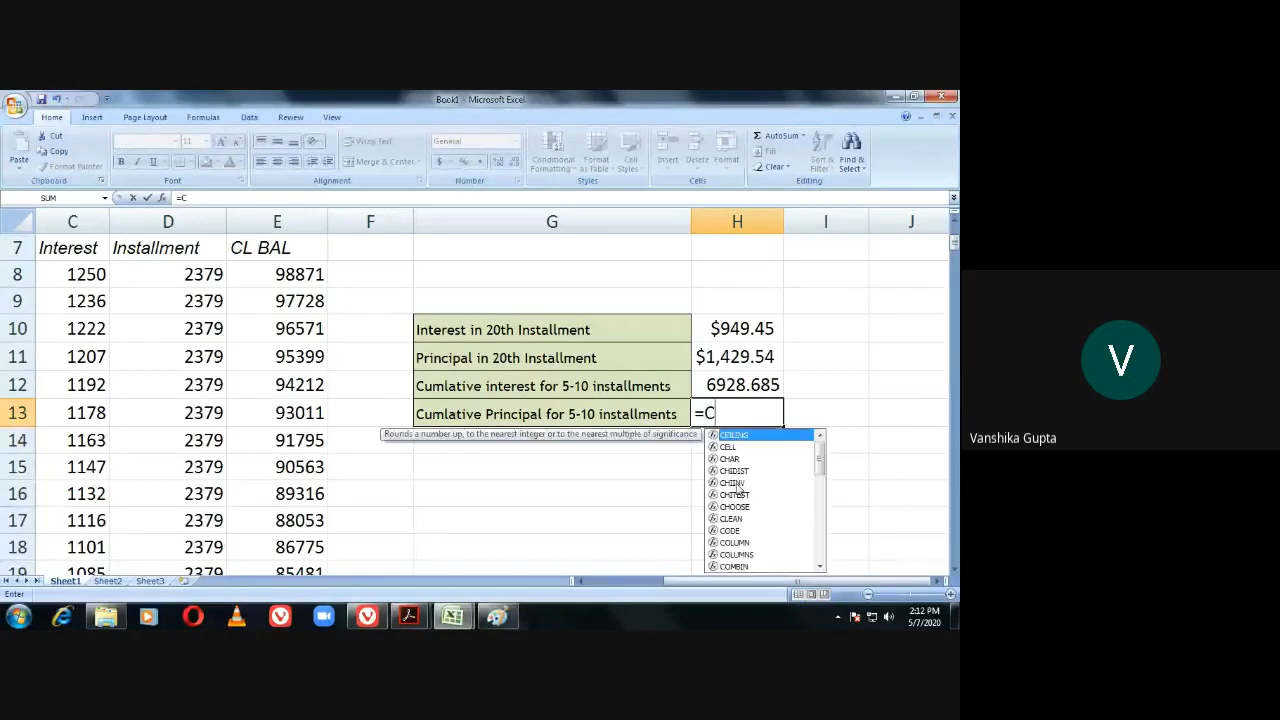 Book1 - Microsoft Excel
Home Insert Page Layout Formulas Data Review View
Cut
Copy
Format Painter
Paste
Clipboard
11
B I U
Font
Wrap Text
Merge & Center
Alignment
General
$ % ,
Number
Conditional Formatting
Format as Table
Cell Styles
Styles
Insert Delete Format
Cells
AutoSum
Fill
Clear
Sort & Filter
Find & Select
Editing
SUM =C
C D E F G H I J
7 Interest Installment CL BAL
8 1250 2379 98871
9 1236 2379 97728
10 1222 2379 96571 Interest in 20th Installment $949.45
11 1207 2379 95399 Principal in 20th Installment $1,429.54
12 1192 2379 94212 Cumlative interest for 5-10 installments 6928.685
13 1178 2379 93011 Cumlative Principal for 5-10 installments =C
Rounds a number up, to the nearest integer or to the nearest multiple of significance
14 1163 2379 91795
15 1147 2379 90563
16 1132 2379 89316
17 1116 2379 88053
18 1101 2379 86775
19 1085 2379 85481
CEILING
CELL
CHAR
CHIDIST
CHIINV
CHITEST
CHOOSE
CLEAN
CODE
COLUMN
COLUMNS
COMBIN
Sheet1 Sheet2 Sheet3
Enter
2:12 PM
5/7/2020
V
Vanshika Gupta